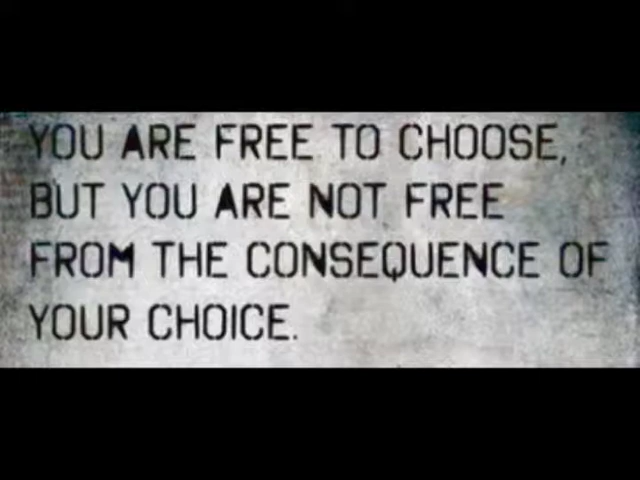 YOU ARE FREE TO CHOOSE,
BUT YOU ARE NOT FREE
FROM THE CONSEQUENCE OF
YOUR CHOICE.